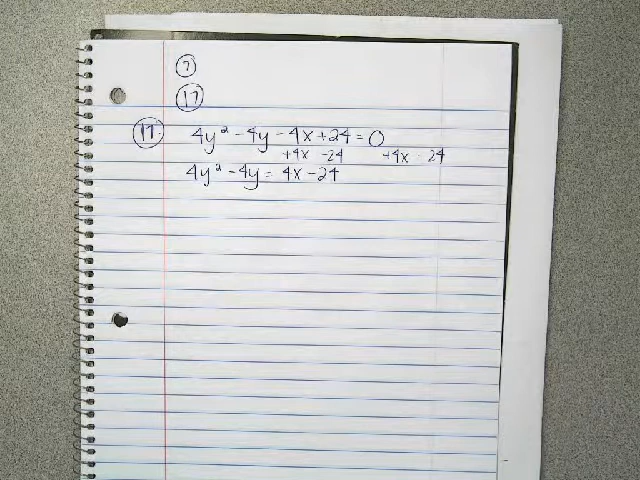 7
17
17. 4y² - 4y - 4x + 24 = 0
+4x -24 +4x -24
4y² - 4y = 4x - 24